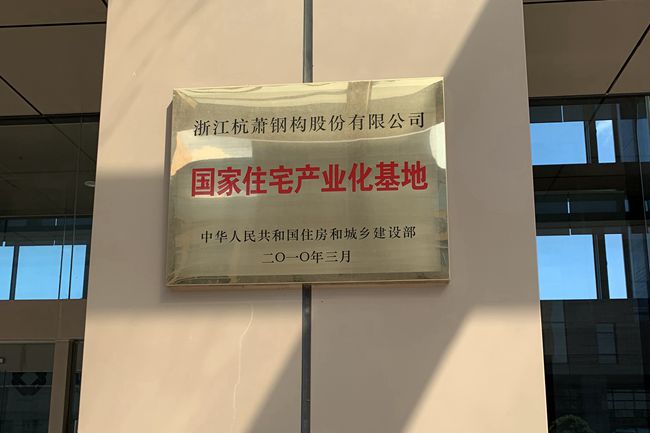 浙江杭萧钢构股份有限公司
国家住宅产业化基地
中华人民共和国住房和城乡建设部
二〇一〇年三月